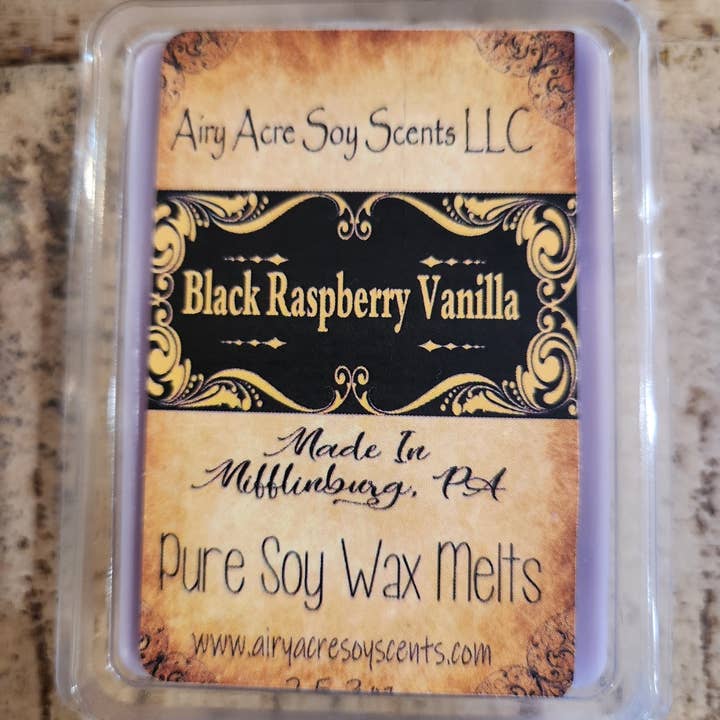 Airy Acre Soy Scents LLC
Black Raspberry Vanilla
Made In
Mifflinburg, PA
Pure Soy Wax Melts
www.airyacresoyscents.com